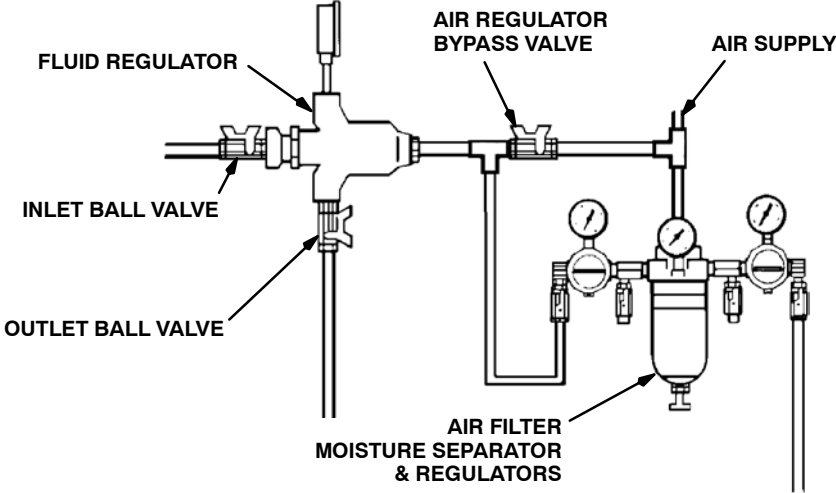 AIR REGULATOR
BYPASS VALVE
AIR SUPPLY
FLUID REGULATOR
INLET BALL VALVE
OUTLET BALL VALVE
AIR FILTER
MOISTURE SEPARATOR
& REGULATORS